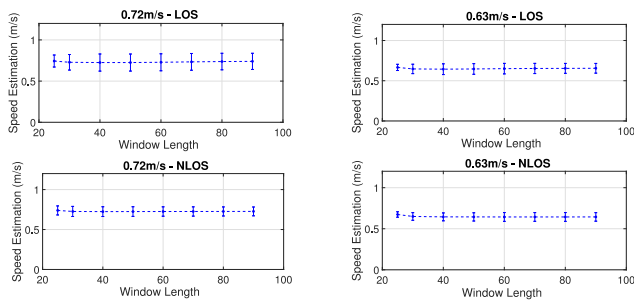 0.72m/s - LOS
Speed Estimation (m/s)
1
0.5
0
20 40 60 80 100
Window Length
0.63m/s - LOS
Speed Estimation (m/s)
1
0.5
0
20 40 60 80 100
Window Length
0.72m/s - NLOS
Speed Estimation (m/s)
1
0.5
0
20 40 60 80 100
Window Length
0.63m/s - NLOS
Speed Estimation (m/s)
1
0.5
0
20 40 60 80 100
Window Length